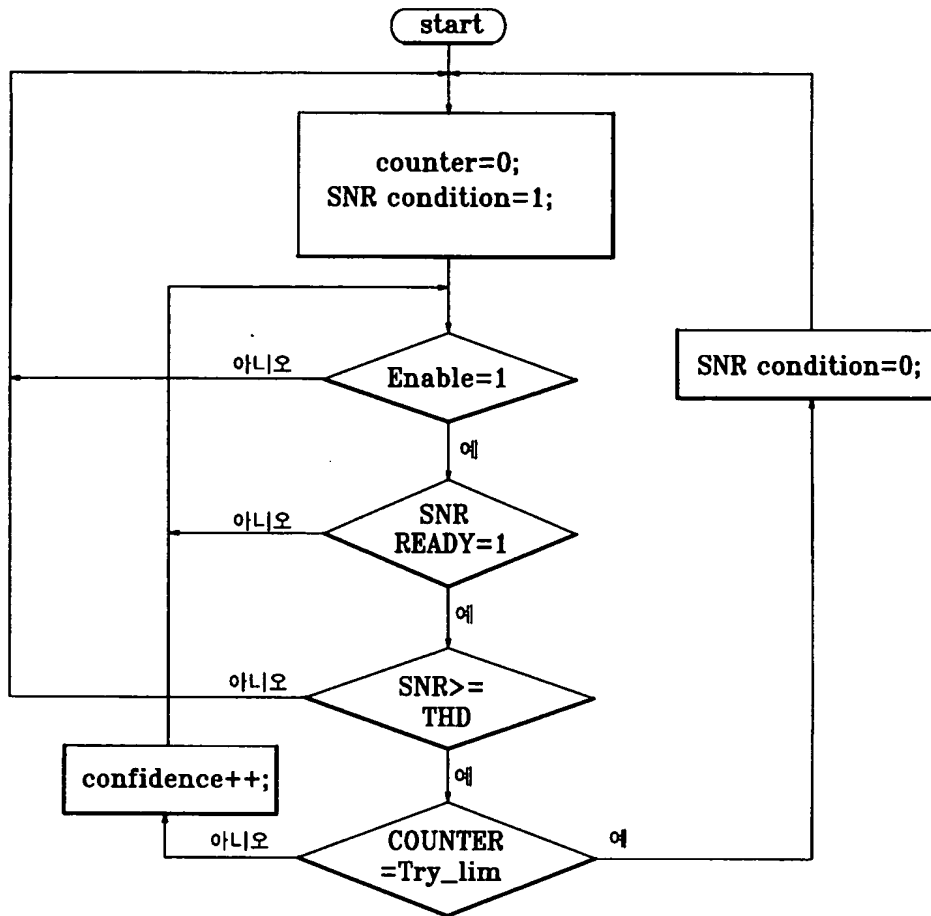 start
counter=0;
SNR condition=1;
아니오
Enable=1
SNR condition=0;
예
아니오
SNR
READY=1
예
아니오
SNR>=
THD
confidence++;
예
아니오
COUNTER
=Try_lim
예